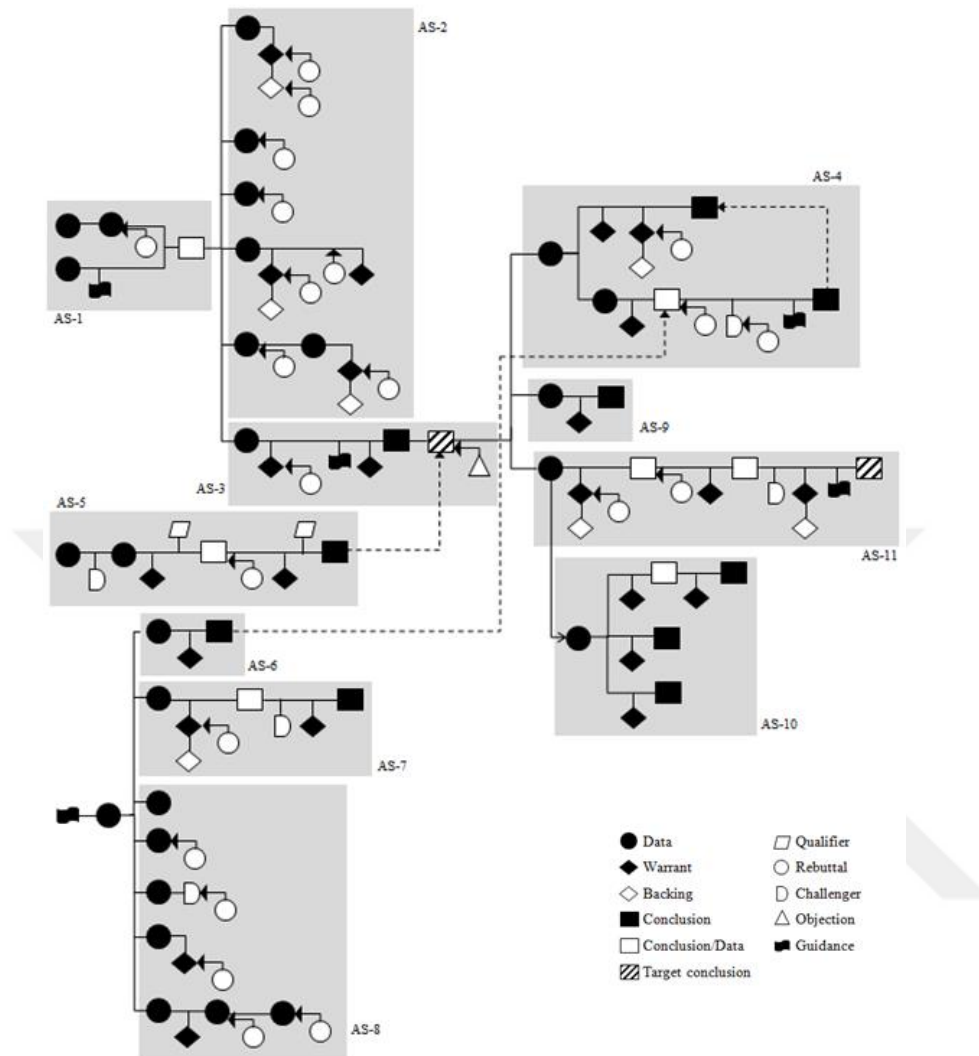 AS-2
AS-4
AS-1
AS-9
AS-3
AS-5
AS-11
AS-6
AS-10
AS-7
AS-8
Data
Warrant
Backing
Conclusion
Conclusion/Data
Target conclusion
Qualifier
Rebuttal
Challenger
Objection
Guidance